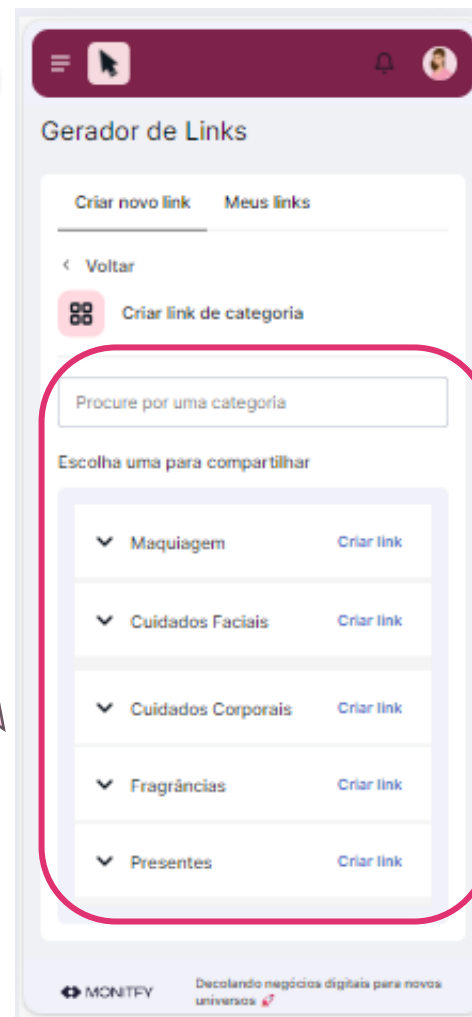 Gerador de Links
Criar novo link Meus links
Voltar
Criar link de categoria
Procure por uma categoria
Escolha uma para compartilhar
Maquiagem Criar link
Cuidados Faciais Criar link
Cuidados Corporais Criar link
Fragrâncias Criar link
Presentes Criar link
MONITFY
Decolando negócios digitais para novos
universos 🚀